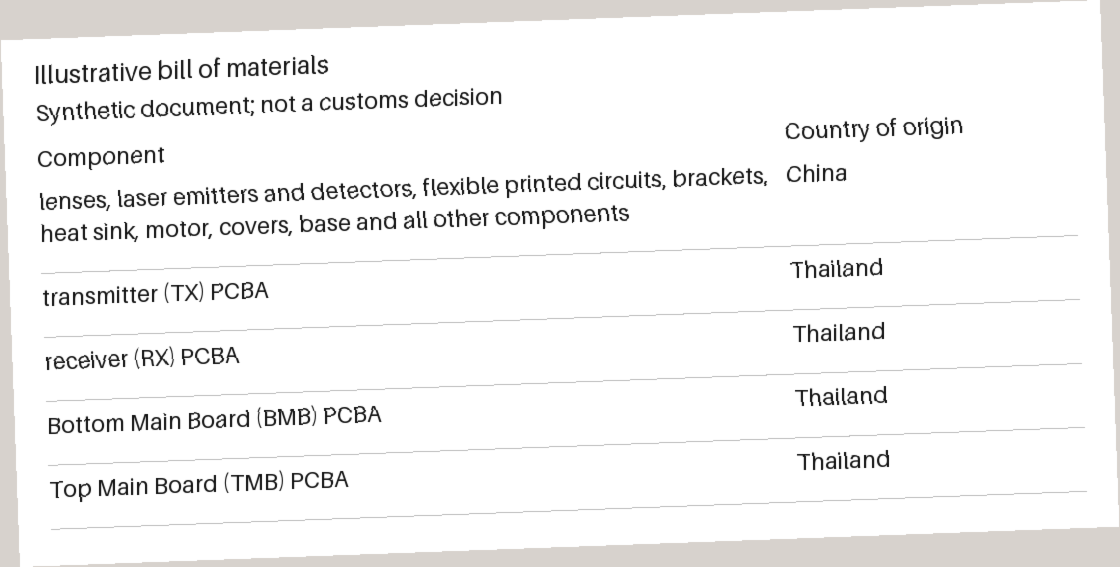 Illustrative bill of materials
Synthetic document; not a customs decision
Component
Country of origin
lenses, laser emitters and detectors, flexible printed circuits, brackets,
heat sink, motor, covers, base and all other components
China
transmitter (TX) PCBA
Thailand
receiver (RX) PCBA
Thailand
Bottom Main Board (BMB) PCBA
Thailand
Top Main Board (TMB) PCBA
Thailand